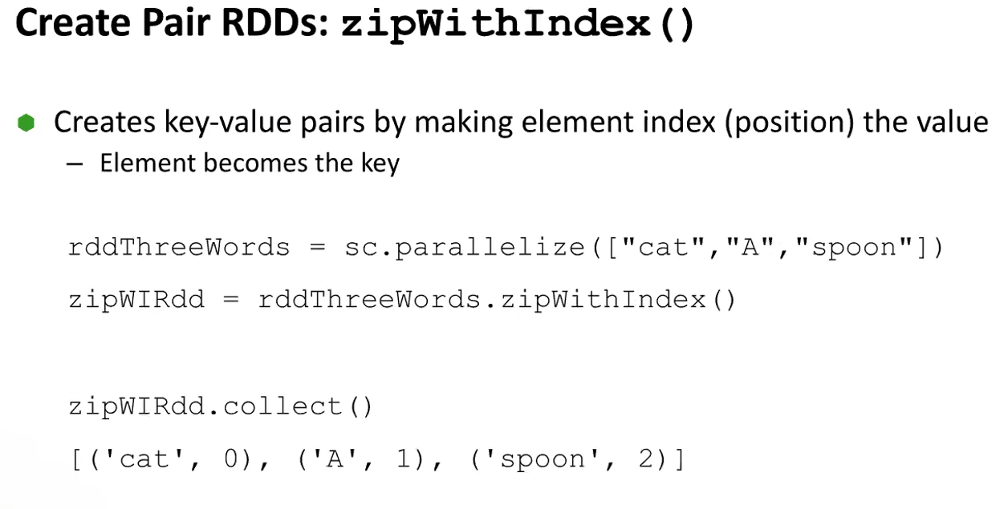 Create Pair RDDs: zipWithIndex()
Creates key-value pairs by making element index (position) the value
– Element becomes the key
rddThreeWords = sc.parallelize(["cat","A","spoon"])
zipWIRdd = rddThreeWords.zipWithIndex()
zipWIRdd.collect()
[('cat', 0), ('A', 1), ('spoon', 2)]